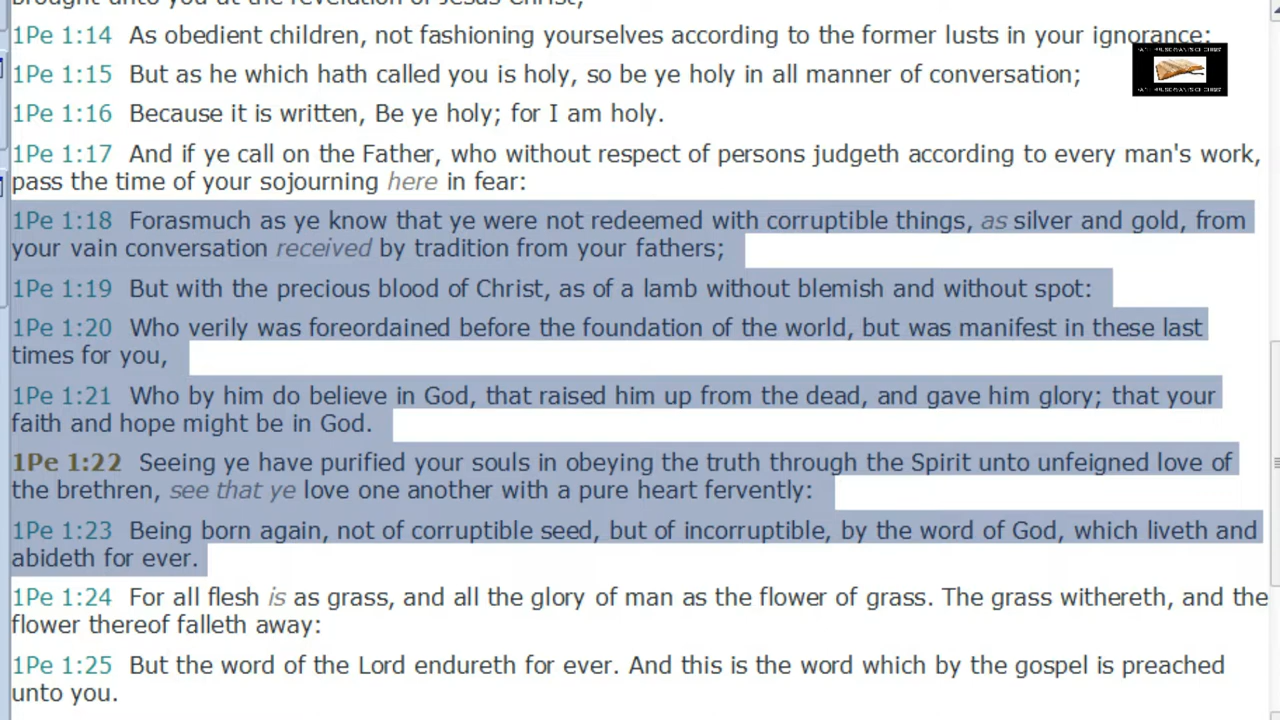 brought unto you at the revelation of Jesus Christ;
1Pe 1:14 As obedient children, not fashioning yourselves according to the former lusts in your ignorance:
1Pe 1:15 But as he which hath called you is holy, so be ye holy in all manner of conversation;
1Pe 1:16 Because it is written, Be ye holy; for I am holy.
1Pe 1:17 And if ye call on the Father, who without respect of persons judgeth according to every man's work,
pass the time of your sojourning here in fear:
1Pe 1:18 Forasmuch as ye know that ye were not redeemed with corruptible things, as silver and gold, from
your vain conversation received by tradition from your fathers;
1Pe 1:19 But with the precious blood of Christ, as of a lamb without blemish and without spot:
1Pe 1:20 Who verily was foreordained before the foundation of the world, but was manifest in these last
times for you,
1Pe 1:21 Who by him do believe in God, that raised him up from the dead, and gave him glory; that your
faith and hope might be in God.
1Pe 1:22 Seeing ye have purified your souls in obeying the truth through the Spirit unto unfeigned love of
the brethren, see that ye love one another with a pure heart fervently:
1Pe 1:23 Being born again, not of corruptible seed, but of incorruptible, by the word of God, which liveth and
abideth for ever.
1Pe 1:24 For all flesh is as grass, and all the glory of man as the flower of grass. The grass withereth, and the
flower thereof falleth away:
1Pe 1:25 But the word of the Lord endureth for ever. And this is the word which by the gospel is preached
unto you.